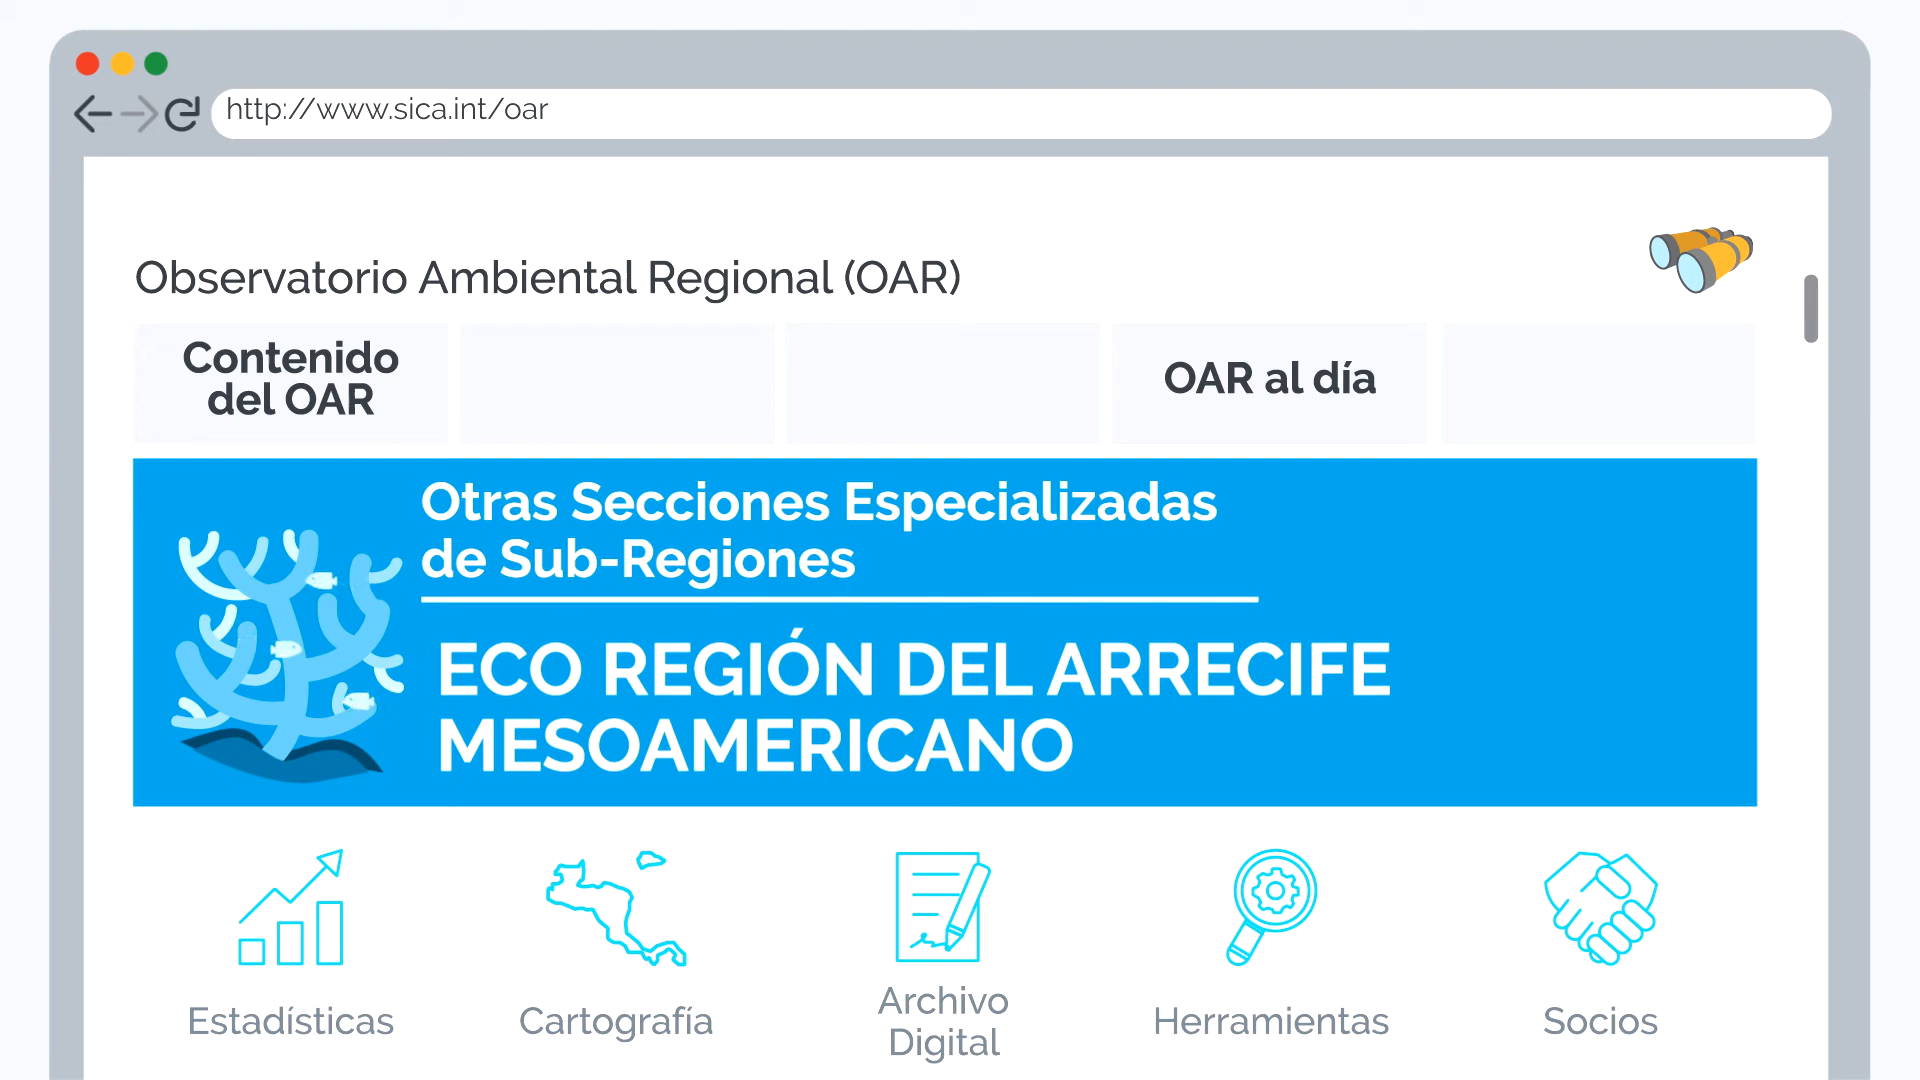 http://www.sica.int/oar
Observatorio Ambiental Regional (OAR)
Contenido
del OAR
OAR al día
Otras Secciones Especializadas
de Sub-Regiones
ECO REGIÓN DEL ARRECIFE
MESOAMERICANO
Estadísticas
Cartografía
Archivo
Digital
Herramientas
Socios